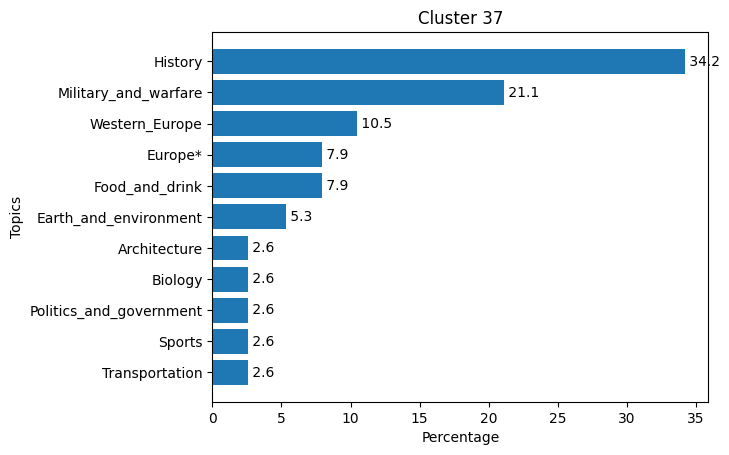 Cluster 37
Topics
History 34.2
Military_and_warfare 21.1
Western_Europe 10.5
Europe* 7.9
Food_and_drink 7.9
Earth_and_environment 5.3
Architecture 2.6
Biology 2.6
Politics_and_government 2.6
Sports 2.6
Transportation 2.6
0 5 10 15 20 25 30 35
Percentage